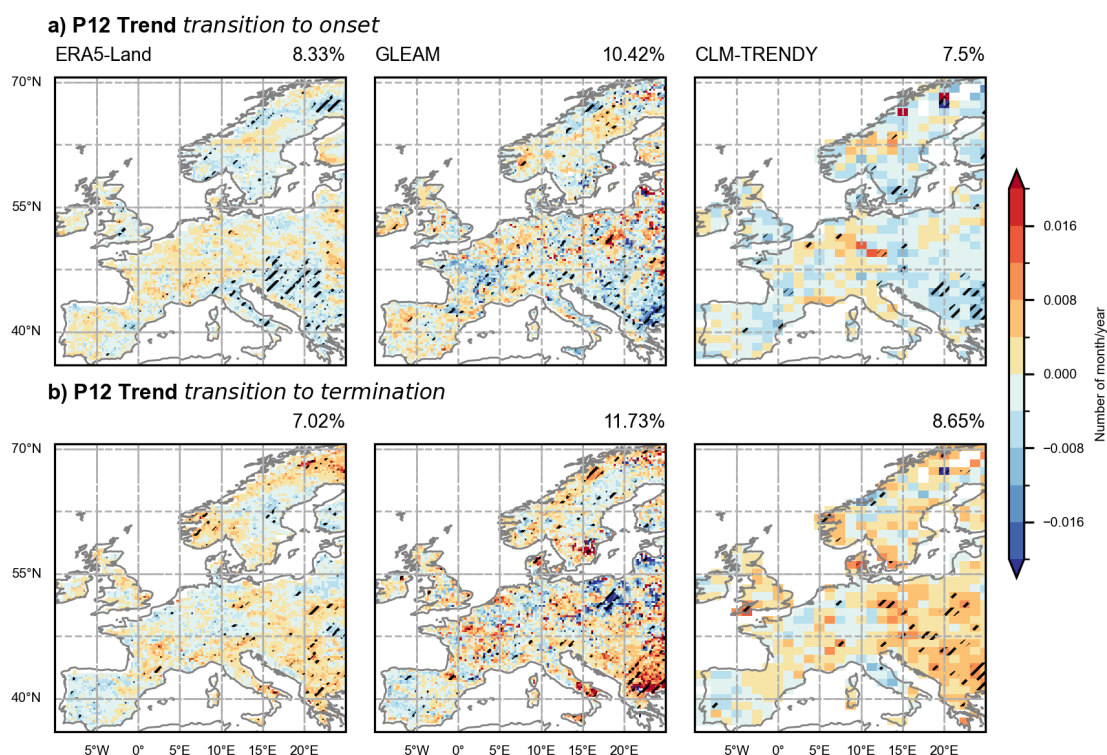 a) P12 Trend transition to onset
ERA5-Land 8.33% GLEAM 10.42% CLM-TRENDY 7.5%
70°N
55°N
40°N
b) P12 Trend transition to termination
7.02% 11.73% 8.65%
70°N
55°N
40°N
5°W 0° 5°E 10°E 15°E 20°E 5°W 0° 5°E 10°E 15°E 20°E 5°W 0° 5°E 10°E 15°E 20°E
0.016
0.008
0.000
−0.008
−0.016
Number of month/year